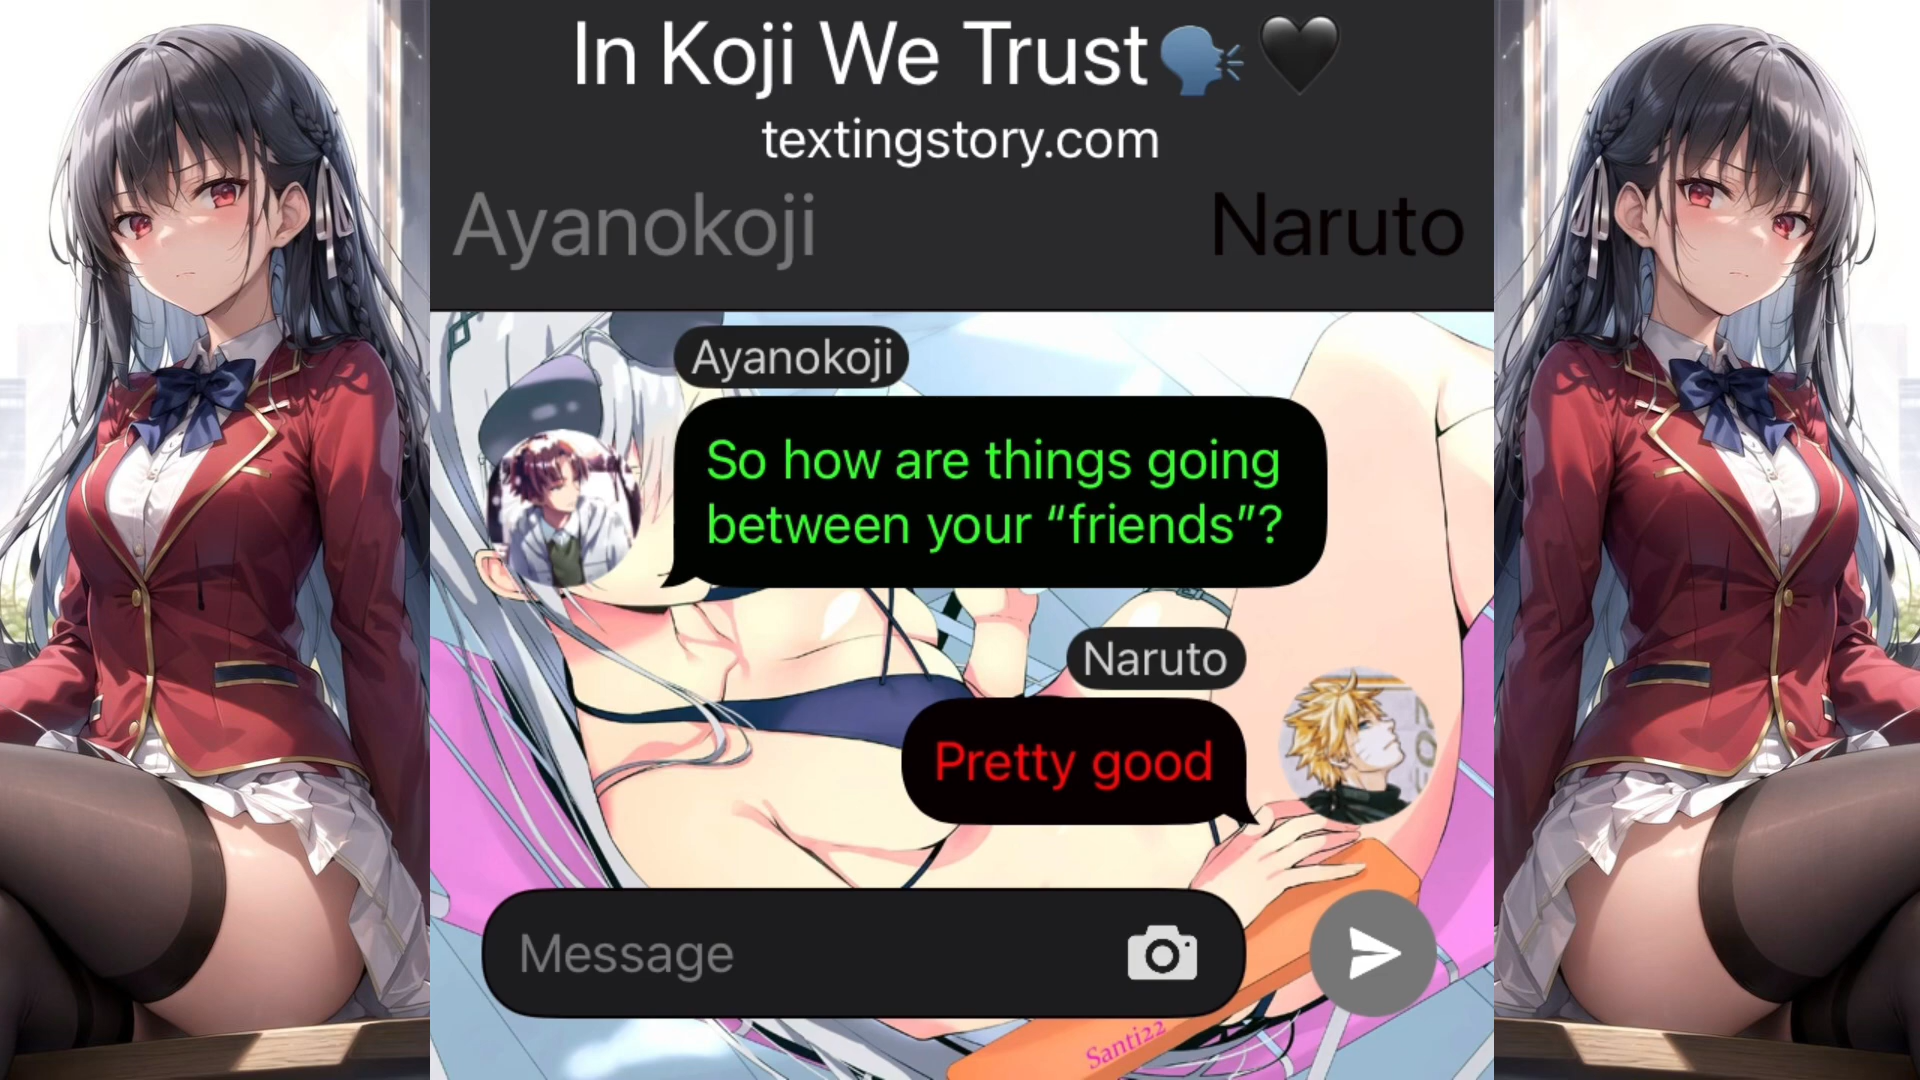 In Koji We Trust🗣️🖤
textingstory.com
Ayanokoji
Naruto
Ayanokoji
So how are things going
between your “friends”?
Naruto
Pretty good
Message
Santi22